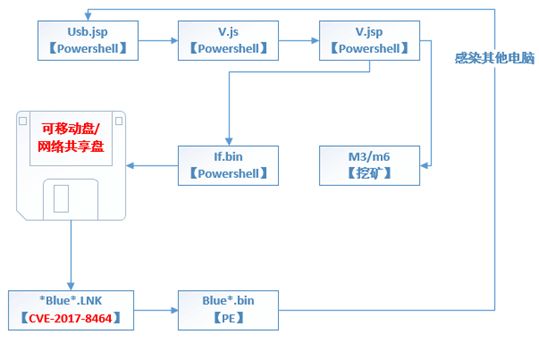 Usb.jsp
【Powershell】
V.js
【Powershell】
V.jsp
【Powershell】
感染其他电脑
可移动盘/
网络共享盘
If.bin
【Powershell】
M3/m6
【挖矿】
*Blue*.LNK
【CVE-2017-8464】
Blue*.bin
【PE】